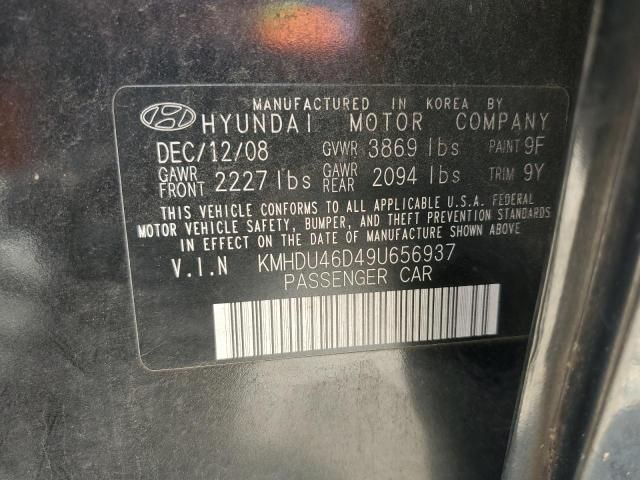 MANUFACTURED IN KOREA BY
HYUNDAI MOTOR COMPANY
DEC/12/08 GVWR 3869 lbs PAINT 9F
GAWR FRONT 2227 lbs GAWR REAR 2094 lbs TRIM 9Y
THIS VEHICLE CONFORMS TO ALL APPLICABLE U.S.A. FEDERAL
MOTOR VEHICLE SAFETY, BUMPER, AND THEFT PREVENTION STANDARDS
IN EFFECT ON THE DATE OF MANUFACTURE SHOWN ABOVE.
V.I.N KMHDU46D49U656937
PASSENGER CAR